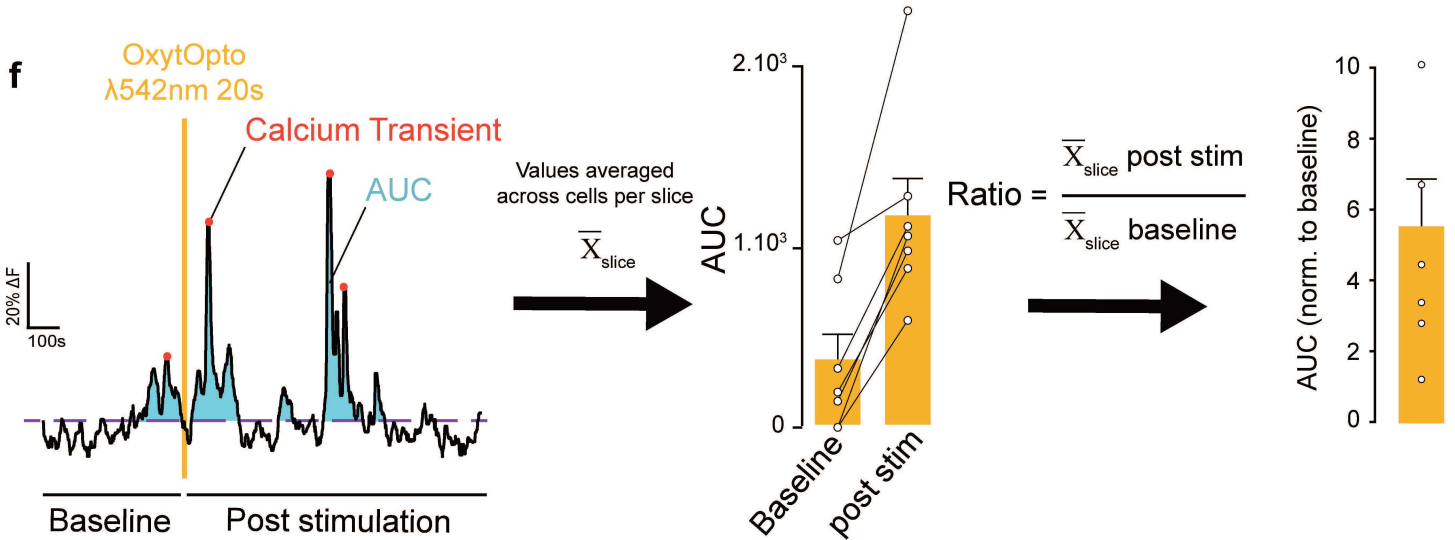 f
OxytOpto
λ542nm 20s
Calcium Transient
AUC
20% ΔF
100s
Baseline
Post stimulation
Values averaged
across cells per slice
X̅slice
AUC
2.10³
1.10³
0
Baseline
post stim
Ratio = X̅slice post stim
X̅slice baseline
AUC (norm. to baseline)
10
8
6
4
2
0